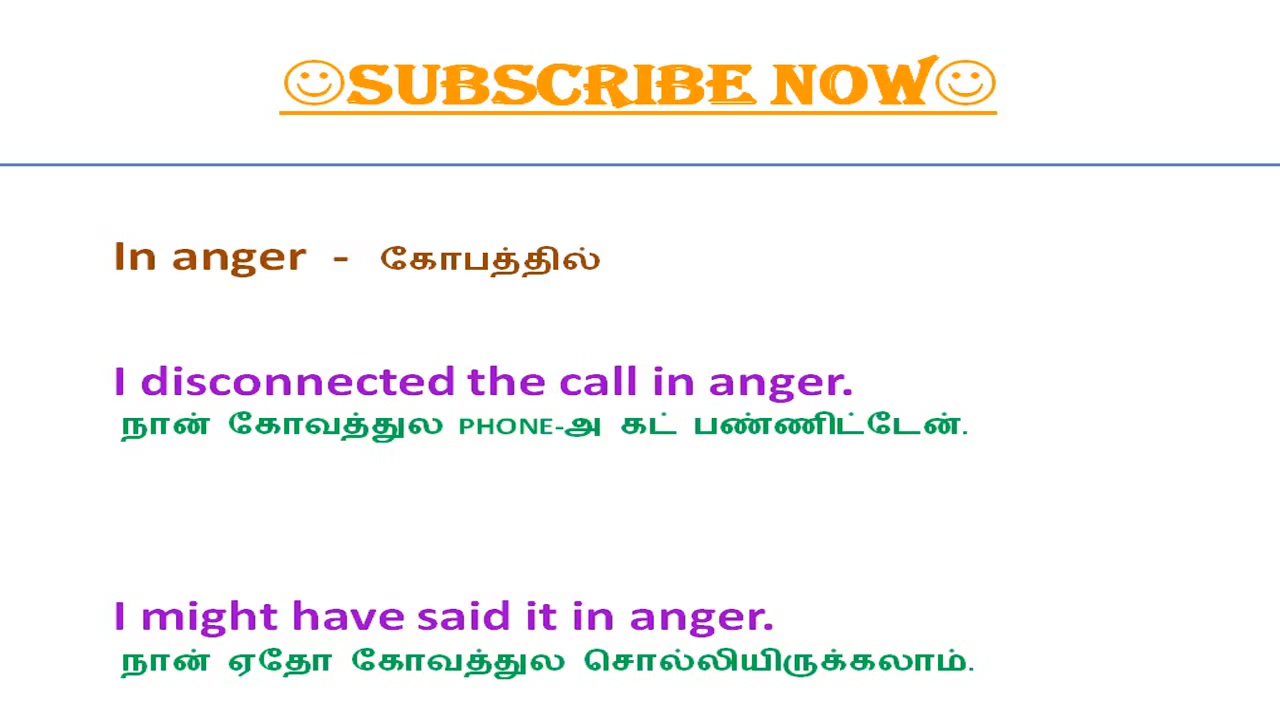 ☺SUBSCRIBE NOW☺
In anger - கோபத்தில்
I disconnected the call in anger.
நான் கோவத்துல PHONE-அ கட் பண்ணிட்டேன்.
I might have said it in anger.
நான் ஏதோ கோவத்துல சொல்லியிருக்கலாம்.